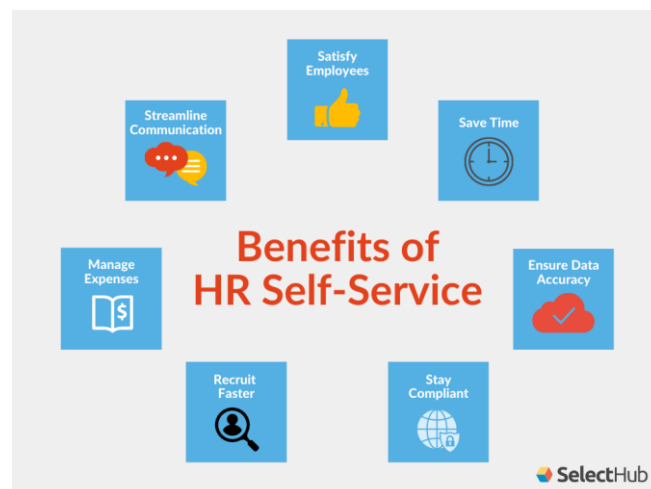 Satisfy
Employees
Streamline
Communication
Save Time
Benefits of
HR Self-Service
Manage
Expenses
$
Ensure Data
Accuracy
Recruit
Faster
Stay
Compliant
SelectHub